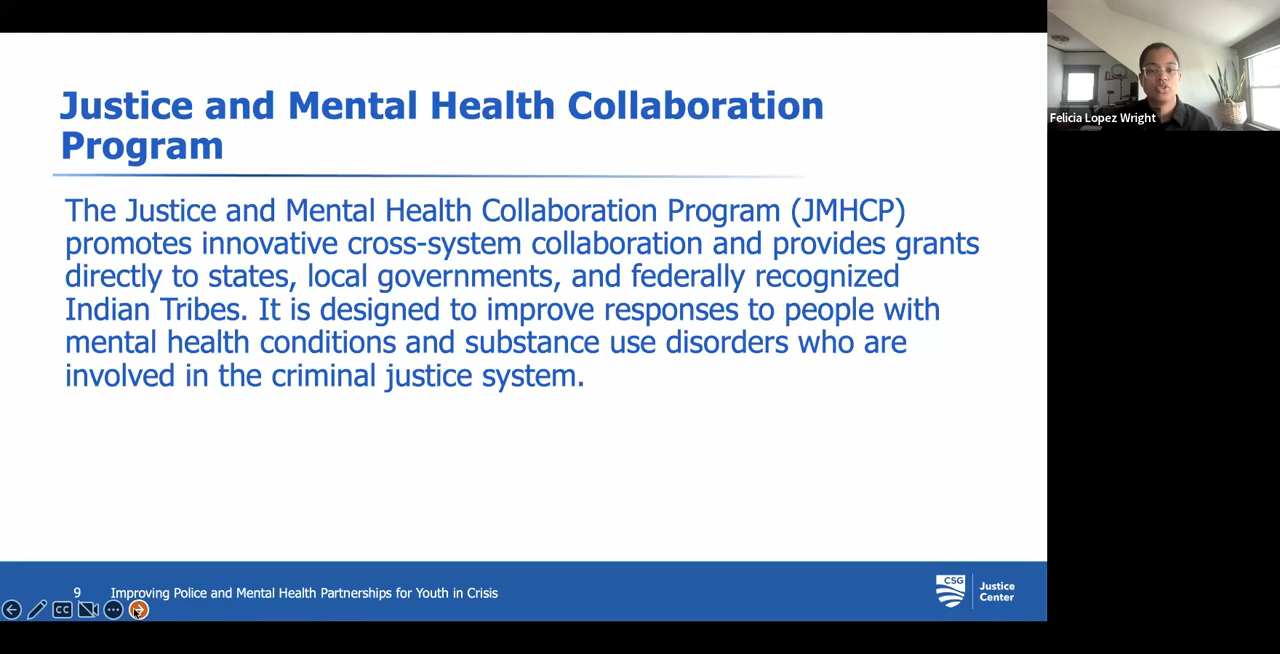 Justice and Mental Health Collaboration
Program
The Justice and Mental Health Collaboration Program (JMHCP)
promotes innovative cross-system collaboration and provides grants
directly to states, local governments, and federally recognized
Indian Tribes. It is designed to improve responses to people with
mental health conditions and substance use disorders who are
involved in the criminal justice system.
9 Improving Police and Mental Health Partnerships for Youth in Crisis
CC
CSG
Justice
Center
Felicia Lopez Wright